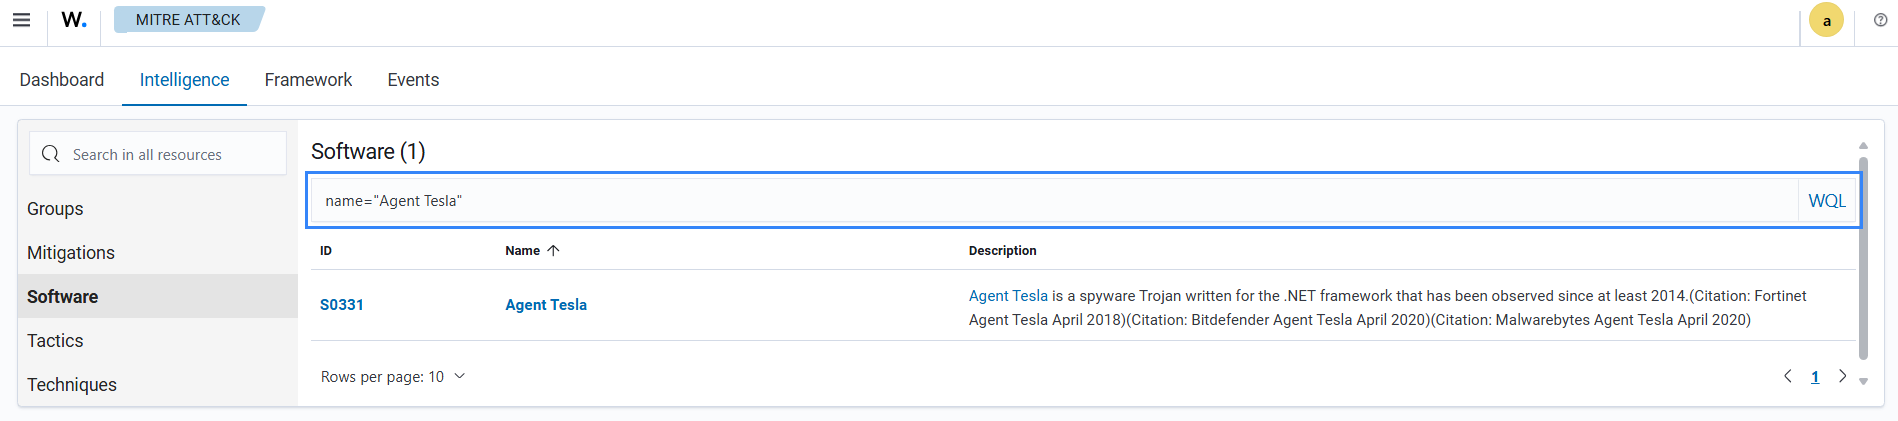 W.
MITRE ATT&CK
a
Dashboard
Intelligence
Framework
Events
Search in all resources
Groups
Mitigations
Software
Tactics
Techniques
Software (1)
name="Agent Tesla"
WQL
ID
Name
Description
S0331
Agent Tesla
Agent Tesla is a spyware Trojan written for the .NET framework that has been observed since at least 2014.(Citation: Fortinet
Agent Tesla April 2018)(Citation: Bitdefender Agent Tesla April 2020)(Citation: Malwarebytes Agent Tesla April 2020)
Rows per page: 10
1